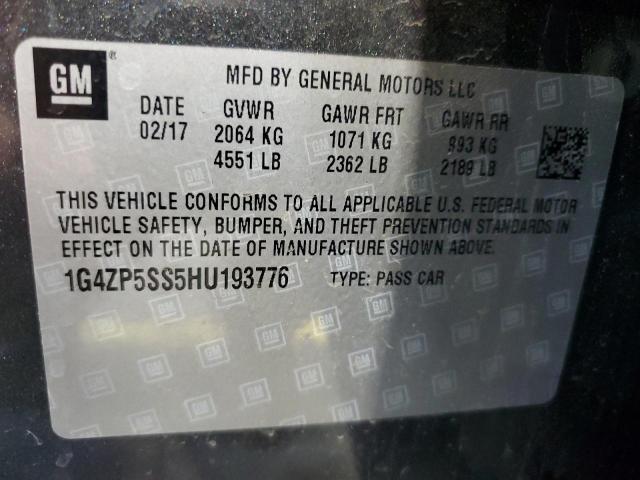 GM ®
MFD BY GENERAL MOTORS LLC
DATE GVWR GAWR FRT GAWR RR
02/17 2064 KG 1071 KG 993 KG
4551 LB 2362 LB 2189 LB
THIS VEHICLE CONFORMS TO ALL APPLICABLE U.S. FEDERAL MOTOR
VEHICLE SAFETY, BUMPER, AND THEFT PREVENTION STANDARDS IN
EFFECT ON THE DATE OF MANUFACTURE SHOWN ABOVE.
1G4ZP5SS5HU193776 TYPE: PASS CAR